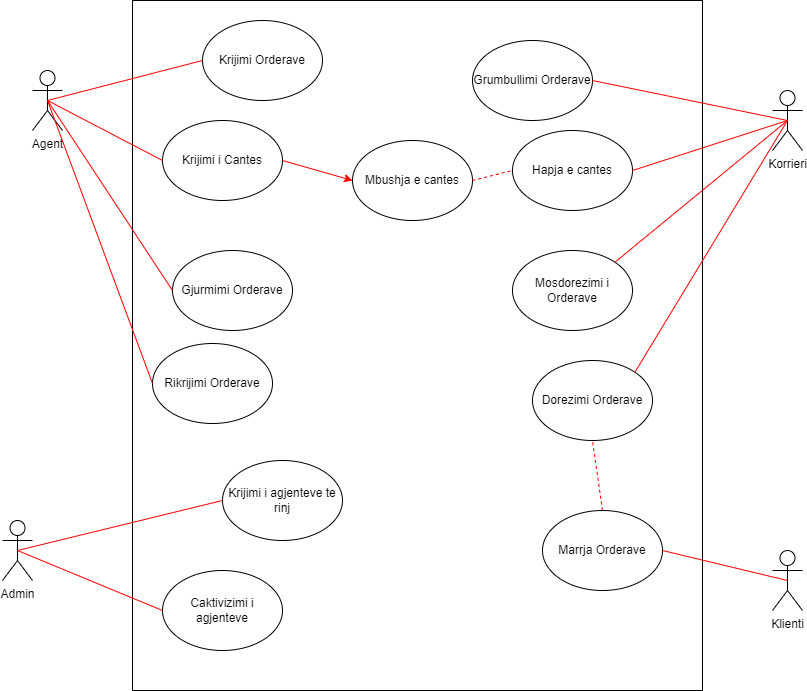 Krijimi Orderave
Grumbullimi Orderave
Agent
Krijimi i Cantes
Mbushja e cantes
Hapja e cantes
Korrieri
Gjurmimi Orderave
Mosdorezimi i
Orderave
Rikrijimi Orderave
Dorezimi Orderave
Krijimi i agjenteve te
rinj
Admin
Marrja Orderave
Caktivizimi i
agjenteve
Klienti